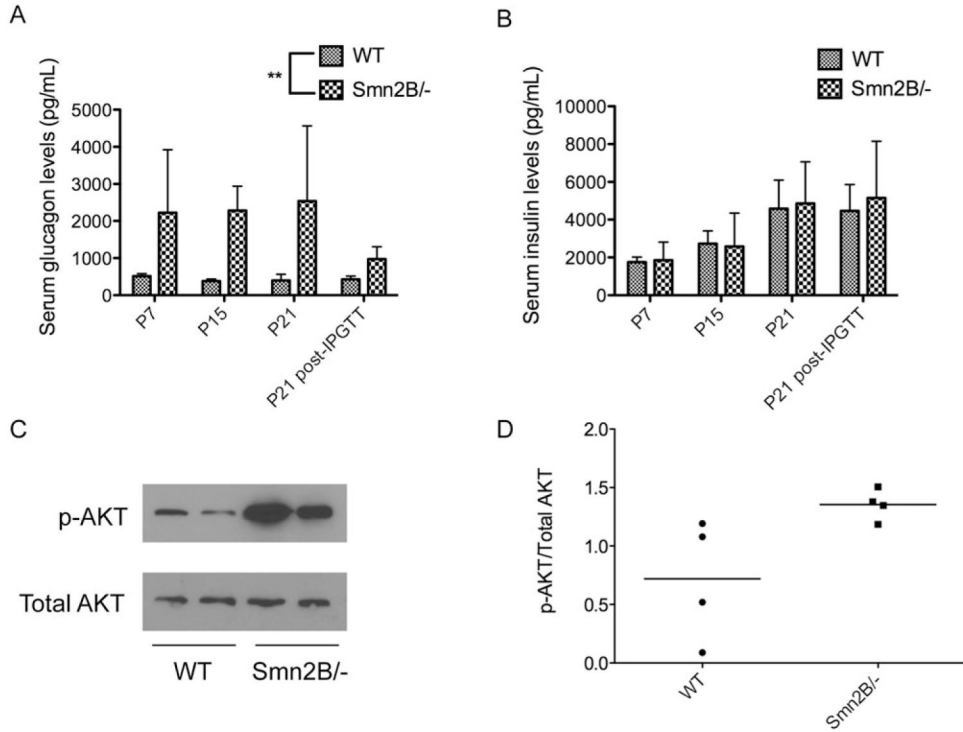 A
WT
**
Smn2B/-
Serum glucagon levels (pg/mL)
5000
4000
3000
2000
1000
0
P7
P15
P21
P21 post-IPGTT
B
WT
Smn2B/-
Serum insulin levels (pg/mL)
10000
8000
6000
4000
2000
0
P7
P15
P21
P21 post-IPGTT
C
p-AKT
Total AKT
WT Smn2B/-
D
p-AKT/Total AKT
2.0
1.5
1.0
0.5
0.0
WT
Smn2B/-